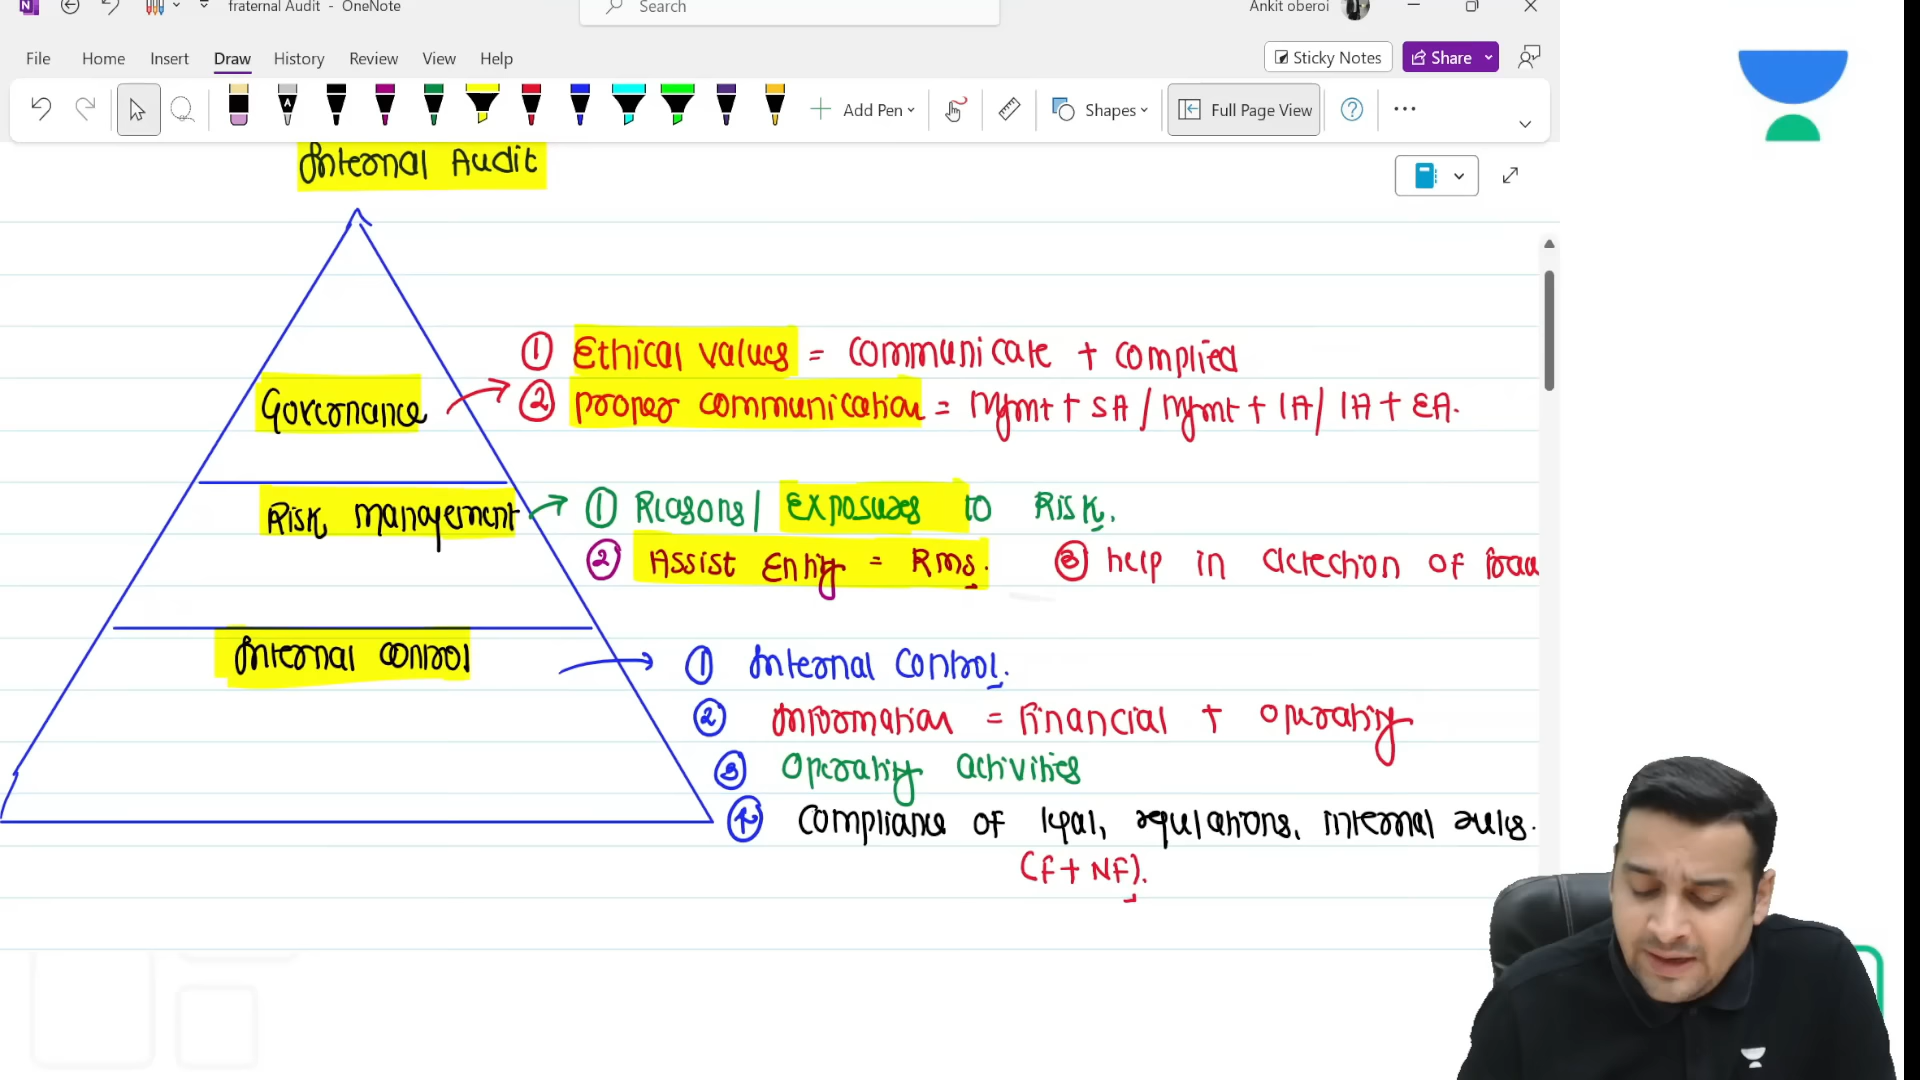 fraternal Audit - OneNote
Search
Ankit oberoi
File Home Insert Draw History Review View Help
Sticky Notes Share
Add Pen Shapes Full Page View
Internal Audit
① Ethical values = communicate + complied
Governance → ② proper communication = Mgmt + SA / Mgmt + IA / IA + EA.
Risk management → ① Reasons / Exposures to Risk.
② Assist Entity = RMS. ③ help in detection of frau
Internal control → ① Internal Control.
② Information = Financial + Operating
③ Operating Activities
④ Compliance of legal, regulations, internal rules.
(F + NF).